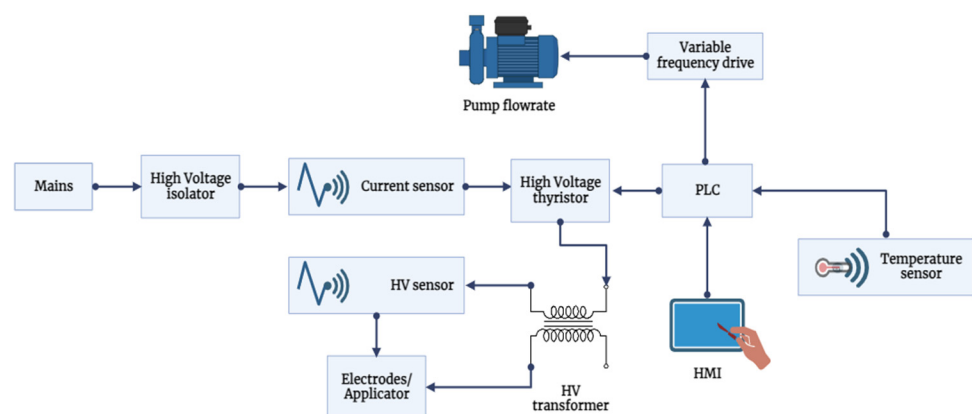 Variable
frequency drive
Pump flowrate
Mains
High Voltage
isolator
Current sensor
High Voltage
thyristor
PLC
Temperature
sensor
HV sensor
Electrodes/
Applicator
HV
transformer
HMI